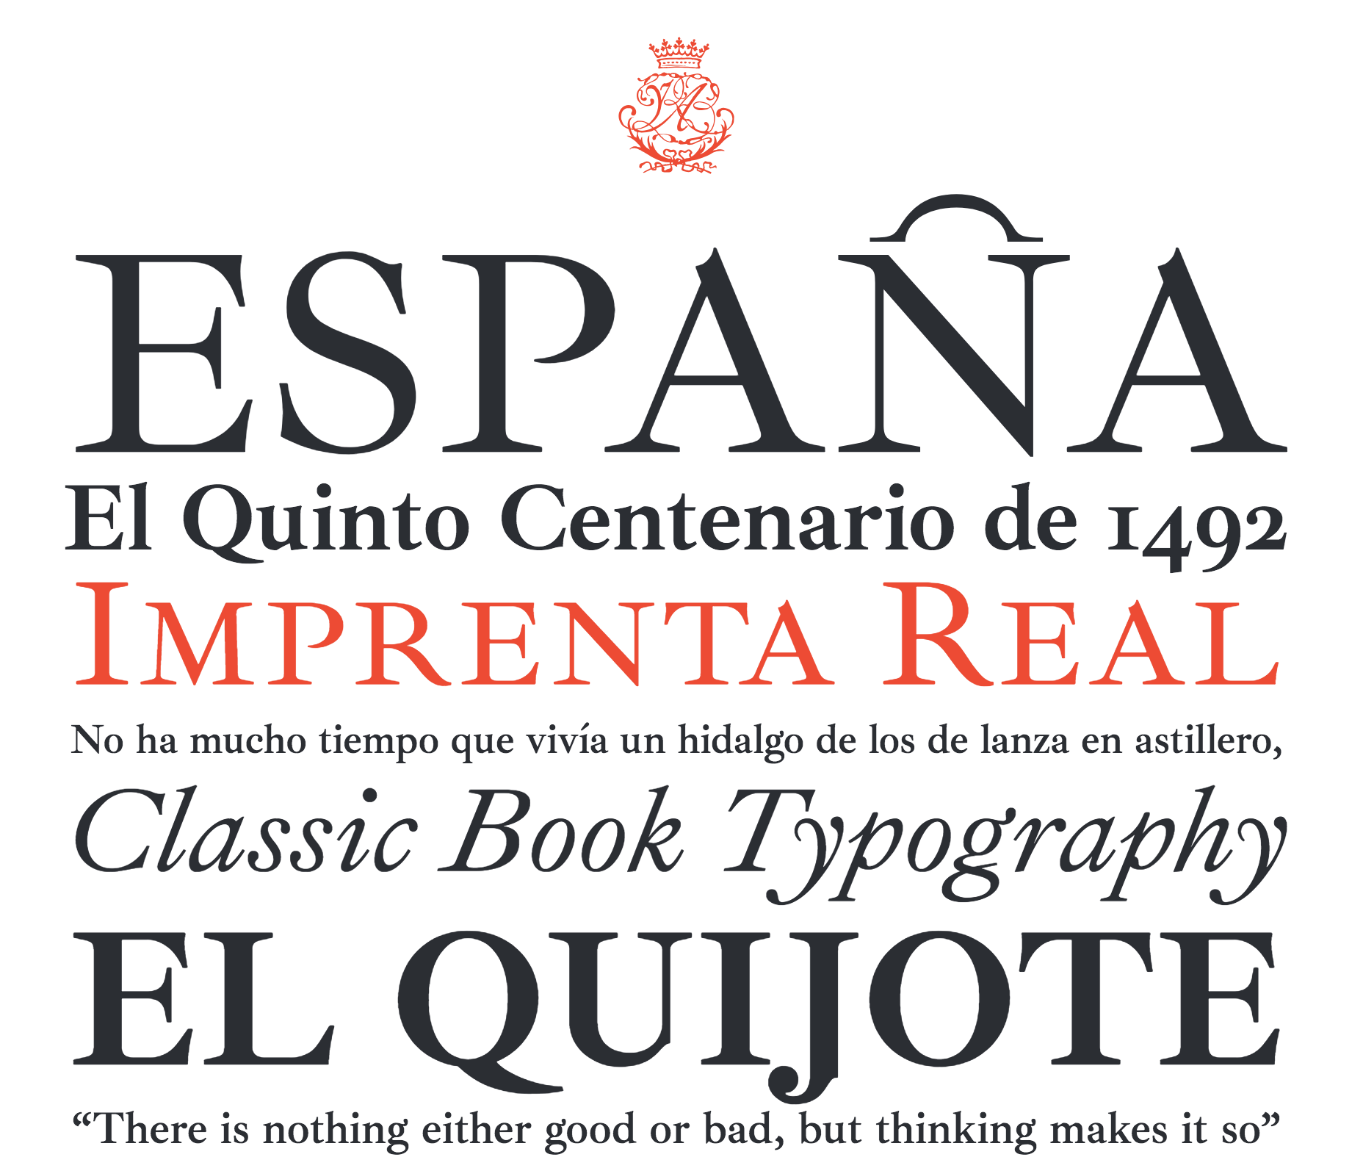 ESPAÑA
El Quinto Centenario de 1492
Imprenta Real
No ha mucho tiempo que vivía un hidalgo de los de lanza en astillero,
Classic Book Typography
EL QUIJOTE
“There is nothing either good or bad, but thinking makes it so”